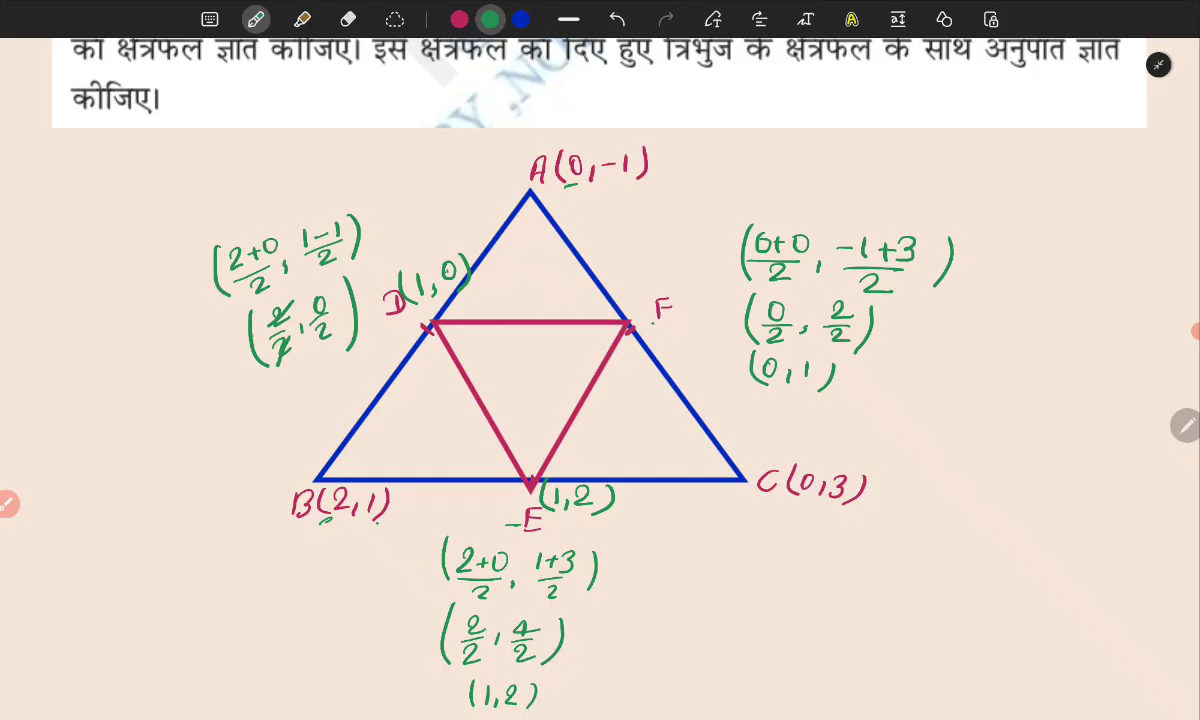 का क्षेत्रफल ज्ञात कीजिए। इस क्षेत्रफल का दिए हुए त्रिभुज के क्षेत्रफल के साथ अनुपात ज्ञात
कीजिए।
A(0,-1)
(2+0/2, 1-1/2)
(2/2, 0/2)
D(1,0)
F
(0+0/2, -1+3/2)
(0/2, 2/2)
(0,1)
B(2,1)
C(0,3)
E(1,2)
(2+0/2, 1+3/2)
(2/2, 4/2)
(1,2)